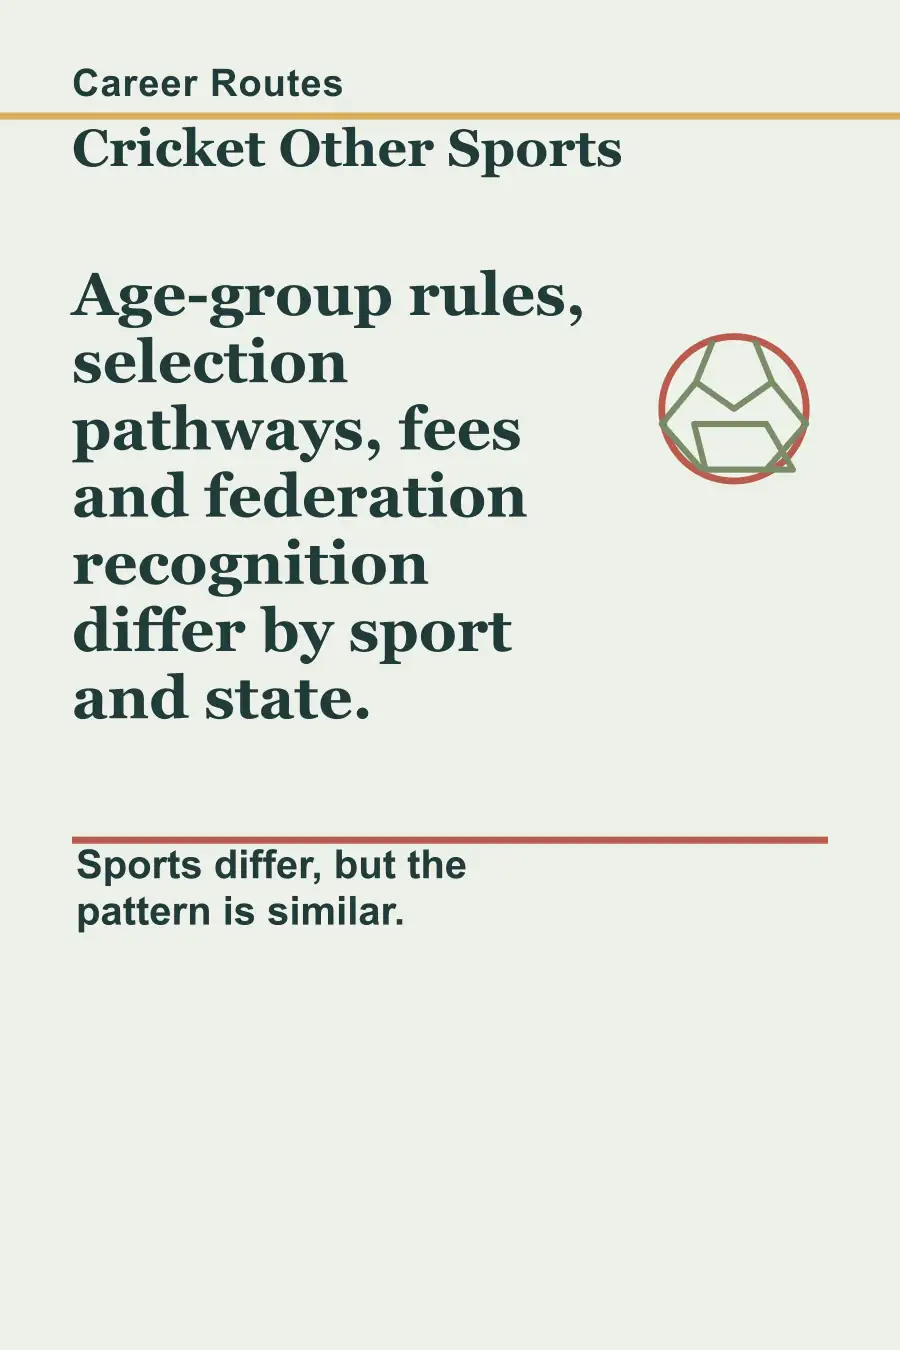 Career Routes
Cricket Other Sports
Age-group rules,
selection
pathways, fees
and federation
recognition
differ by sport
and state.
Sports differ, but the
pattern is similar.